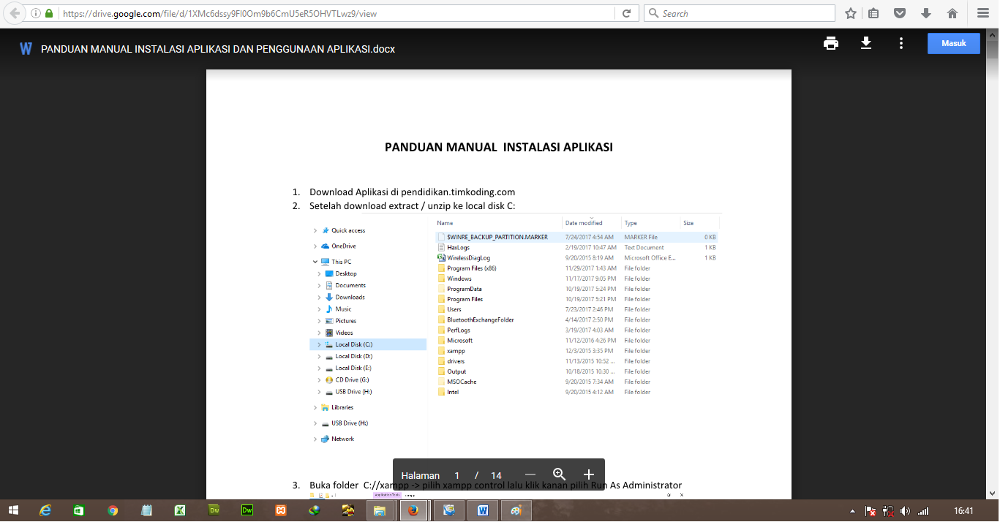 https://drive.google.com/file/d/1XMc6dssy9Fl0Om9b6CmU5eR5OHVTLwz9/view
Search
PANDUAN MANUAL INSTALASI APLIKASI DAN PENGGUNAAN APLIKASI.docx
Masuk
PANDUAN MANUAL INSTALASI APLIKASI
1. Download Aplikasi di pendidikan.timkoding.com
2. Setelah download extract / unzip ke local disk C:
Name Date modified Type Size
Quick access
OneDrive
This PC
Desktop
Documents
Downloads
Music
Pictures
Videos
Local Disk (C:)
Local Disk (D:)
Local Disk (E:)
CD Drive (G:)
USB Drive (H:)
Libraries
USB Drive (H:)
Network
$WINRE_BACKUP_PARTITION.MARKER 7/24/2017 4:54 AM MARKER File 0 KB
HaxLogs 2/19/2017 10:47 AM Text Document 1 KB
WirelessDiagLog 9/20/2015 8:19 AM Microsoft Office E... 1 KB
Program Files (x86) 11/29/2017 1:43 AM File folder
Windows 11/17/2017 9:05 PM File folder
ProgramData 10/19/2017 5:24 PM File folder
Program Files 10/19/2017 5:21 PM File folder
Users 7/23/2017 2:46 PM File folder
BluetoothExchangeFolder 4/14/2017 2:50 PM File folder
PerfLogs 3/19/2017 4:03 AM File folder
Microsoft 11/12/2016 4:26 PM File folder
xampp 12/3/2015 3:35 PM File folder
drivers 11/13/2015 10:52 ... File folder
Output 10/18/2015 10:30 ... File folder
MSOCache 9/20/2015 7:34 AM File folder
Intel 9/20/2015 4:12 AM File folder
Halaman 1 / 14
3. Buka folder C://xampp -> pilih xampp control lalu klik kanan pilih Run As Administrator
Application Tools xampp
16:41